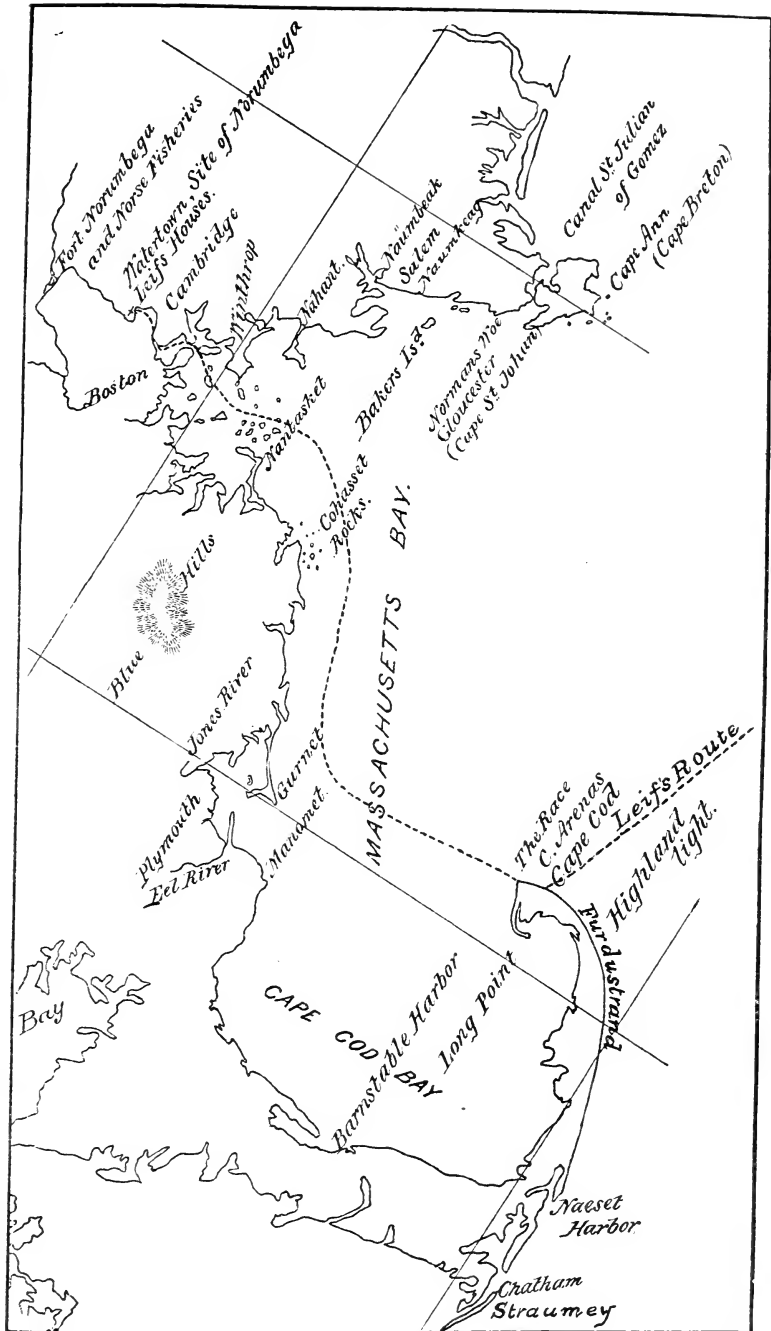 Fort Norumbega
and Norse Fisheries
Watertown, Site of Norumbega
Leifs Houses.
Cambridge
Winthrop
Nahant.
Naumbeak
Salem
Naumkeag
Canal St. Julian
of Gomez
Cape Ann
(Cape Breton)
Boston
Nantasket
Bakers Isd.
Normans Woe
Gloucester
(Cape St. Johan)
Cohasset
Rocks.
MASSACHUSETTS BAY.
Blue Hills
Jones River
Gurnet
Plymouth
Manomet
Eel River
The Race
C. Arenas
Cape Cod
Leif's Route
Highland
light.
Furdustrand
Bay
CAPE COD BAY
Barnstable Harbor
Long Point
Naeset
Harbor
Chatham
Straumey